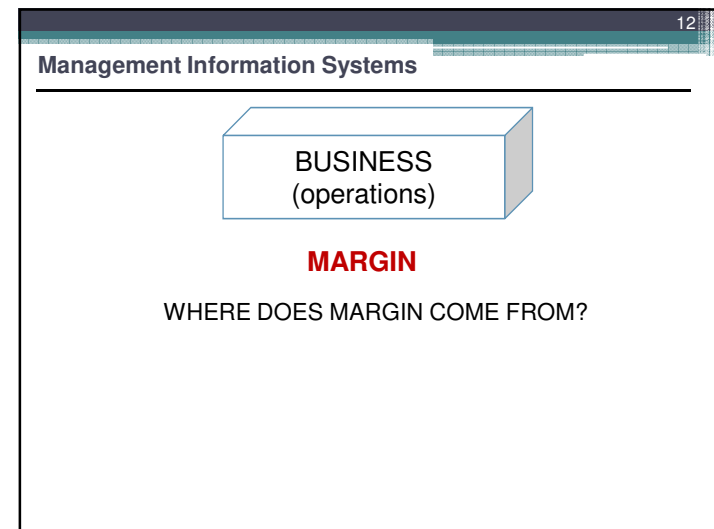 12
Management Information Systems
BUSINESS
(operations)
MARGIN
WHERE DOES MARGIN COME FROM?